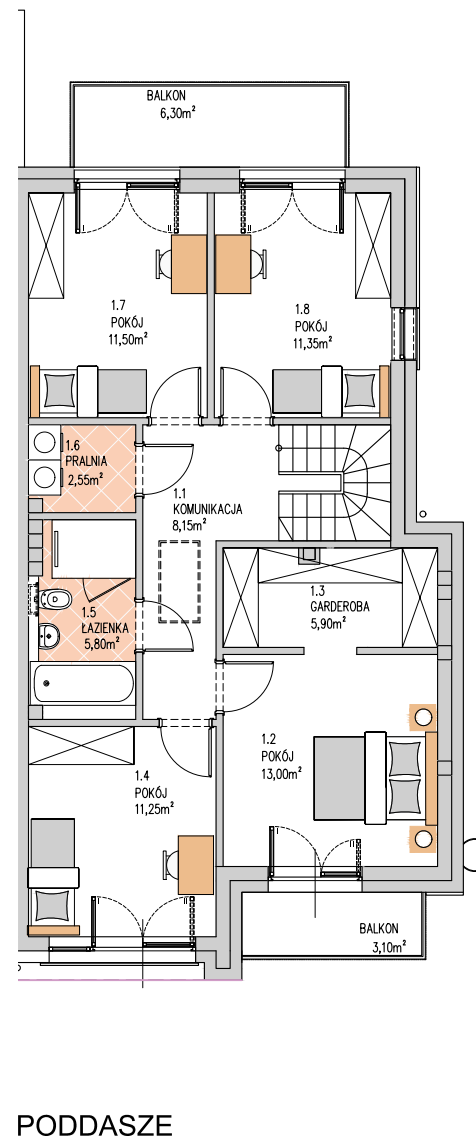 BALKON
6,30m²
1.7
POKÓJ
11,50m²
1.8
POKÓJ
11,35m²
1.6
PRALNIA
2,55m²
1.1
KOMUNIKACJA
8,15m²
1.3
GARDEROBA
5,90m²
1.5
ŁAZIENKA
5,80m²
1.2
POKÓJ
13,00m²
1.4
POKÓJ
11,25m²
BALKON
3,10m²
PODDASZE